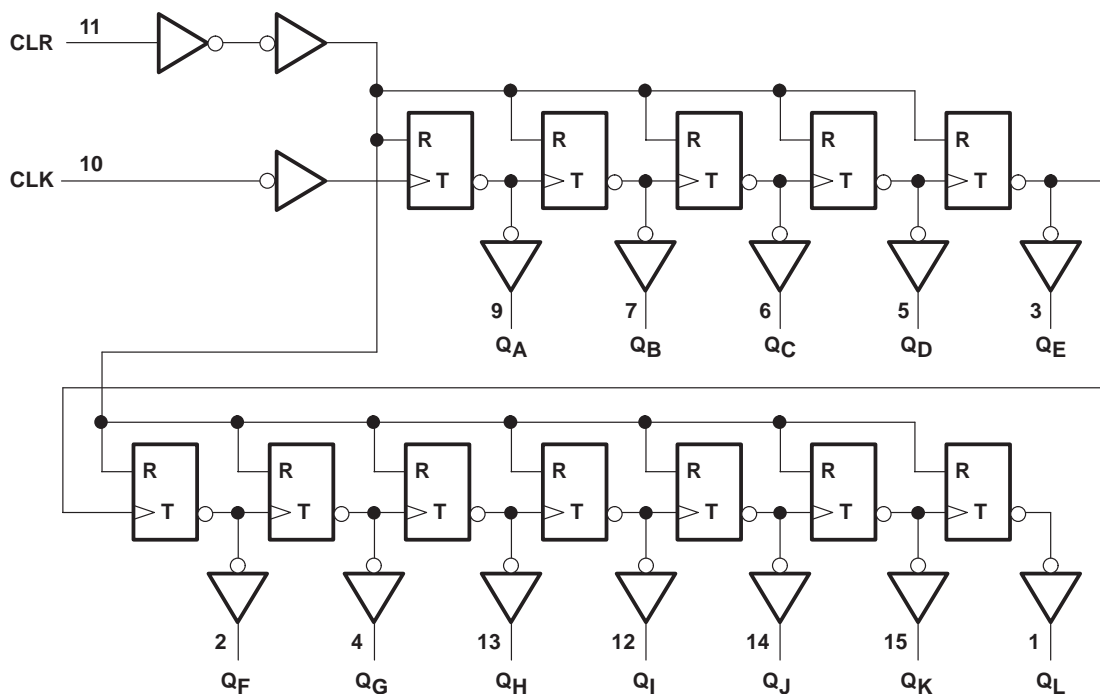 CLR 11
R R R R R
CLK 10
T T T T T
9 7 6 5 3
QA QB QC QD QE
R R R R R R R
T T T T T T T
2 4 13 12 14 15 1
QF QG QH QI QJ QK QL